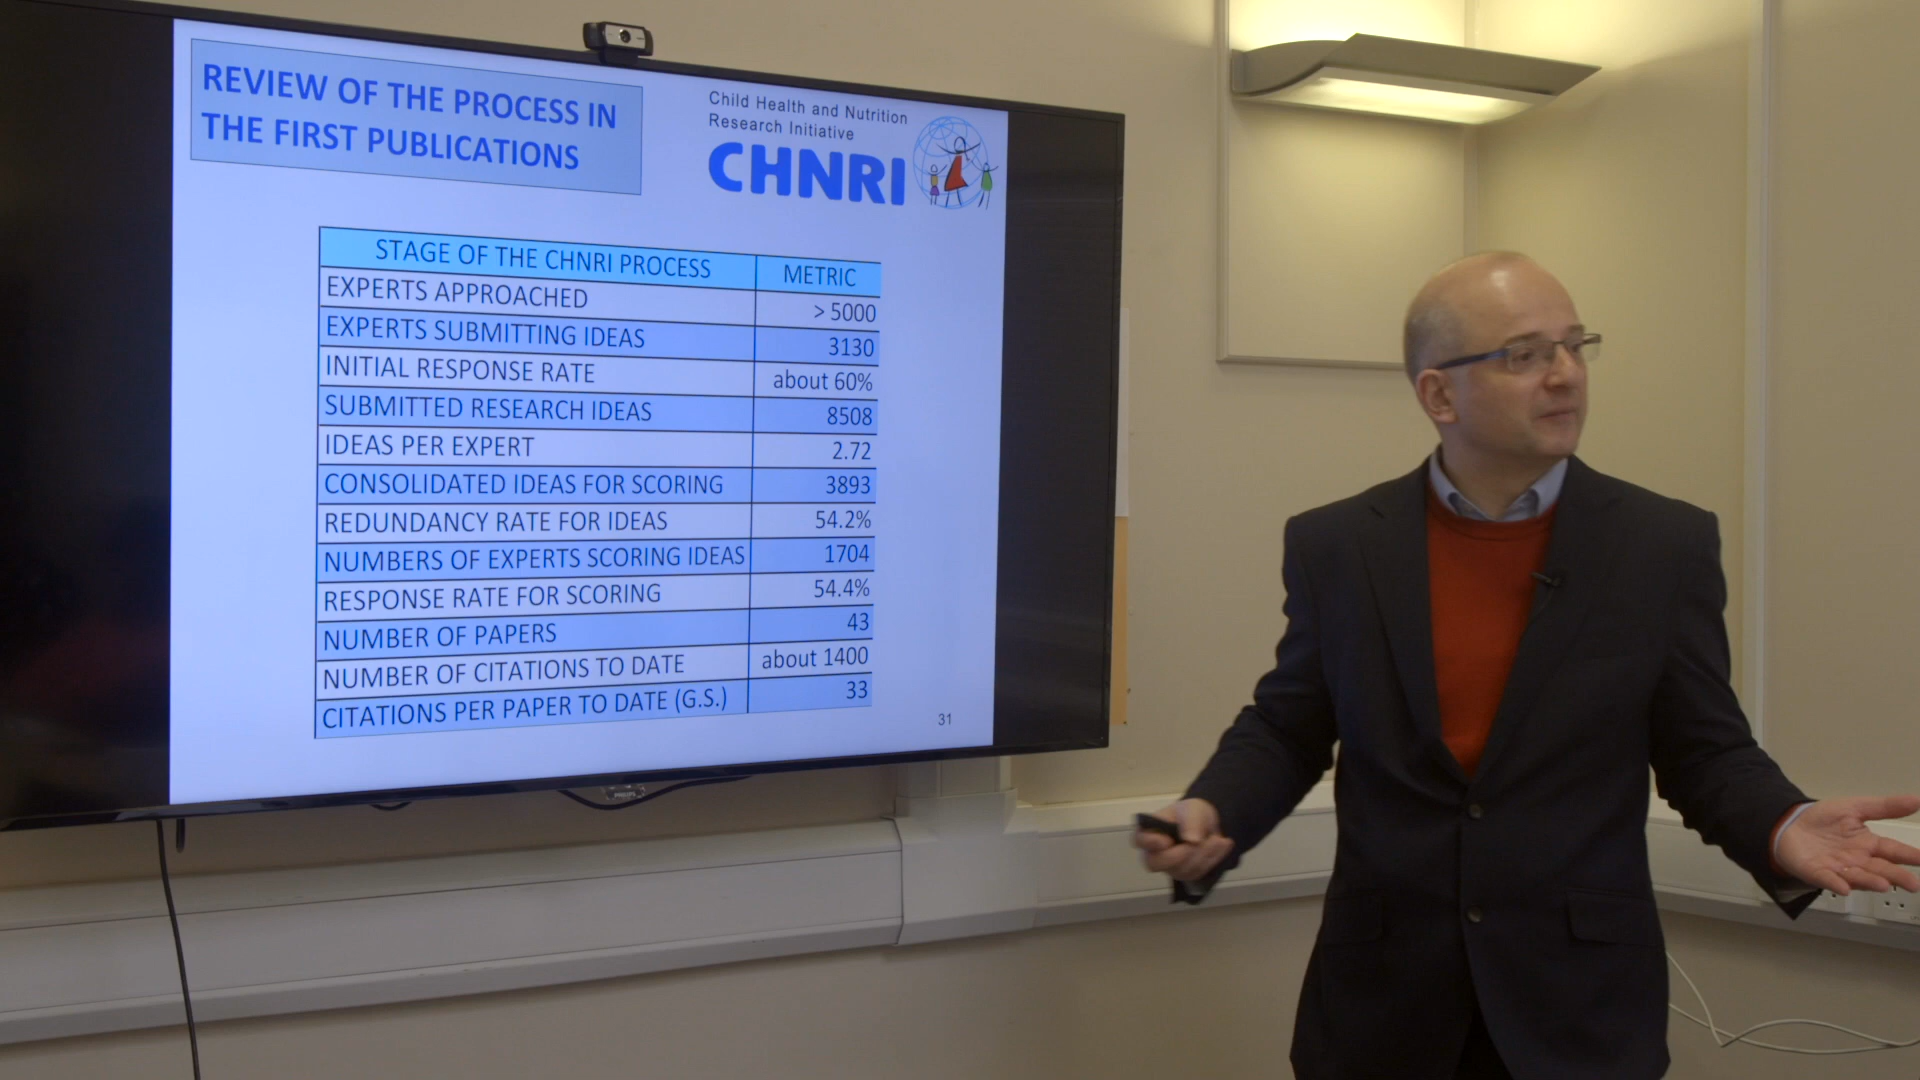 REVIEW OF THE PROCESS IN
THE FIRST PUBLICATIONS
Child Health and Nutrition
Research Initiative
CHNRI
STAGE OF THE CHNRI PROCESS METRIC
EXPERTS APPROACHED > 5000
EXPERTS SUBMITTING IDEAS 3130
INITIAL RESPONSE RATE about 60%
SUBMITTED RESEARCH IDEAS 8508
IDEAS PER EXPERT 2.72
CONSOLIDATED IDEAS FOR SCORING 3893
REDUNDANCY RATE FOR IDEAS 54.2%
NUMBERS OF EXPERTS SCORING IDEAS 1704
RESPONSE RATE FOR SCORING 54.4%
NUMBER OF PAPERS 43
NUMBER OF CITATIONS TO DATE about 1400
CITATIONS PER PAPER TO DATE (G.S.) 33
31
PHILIPS